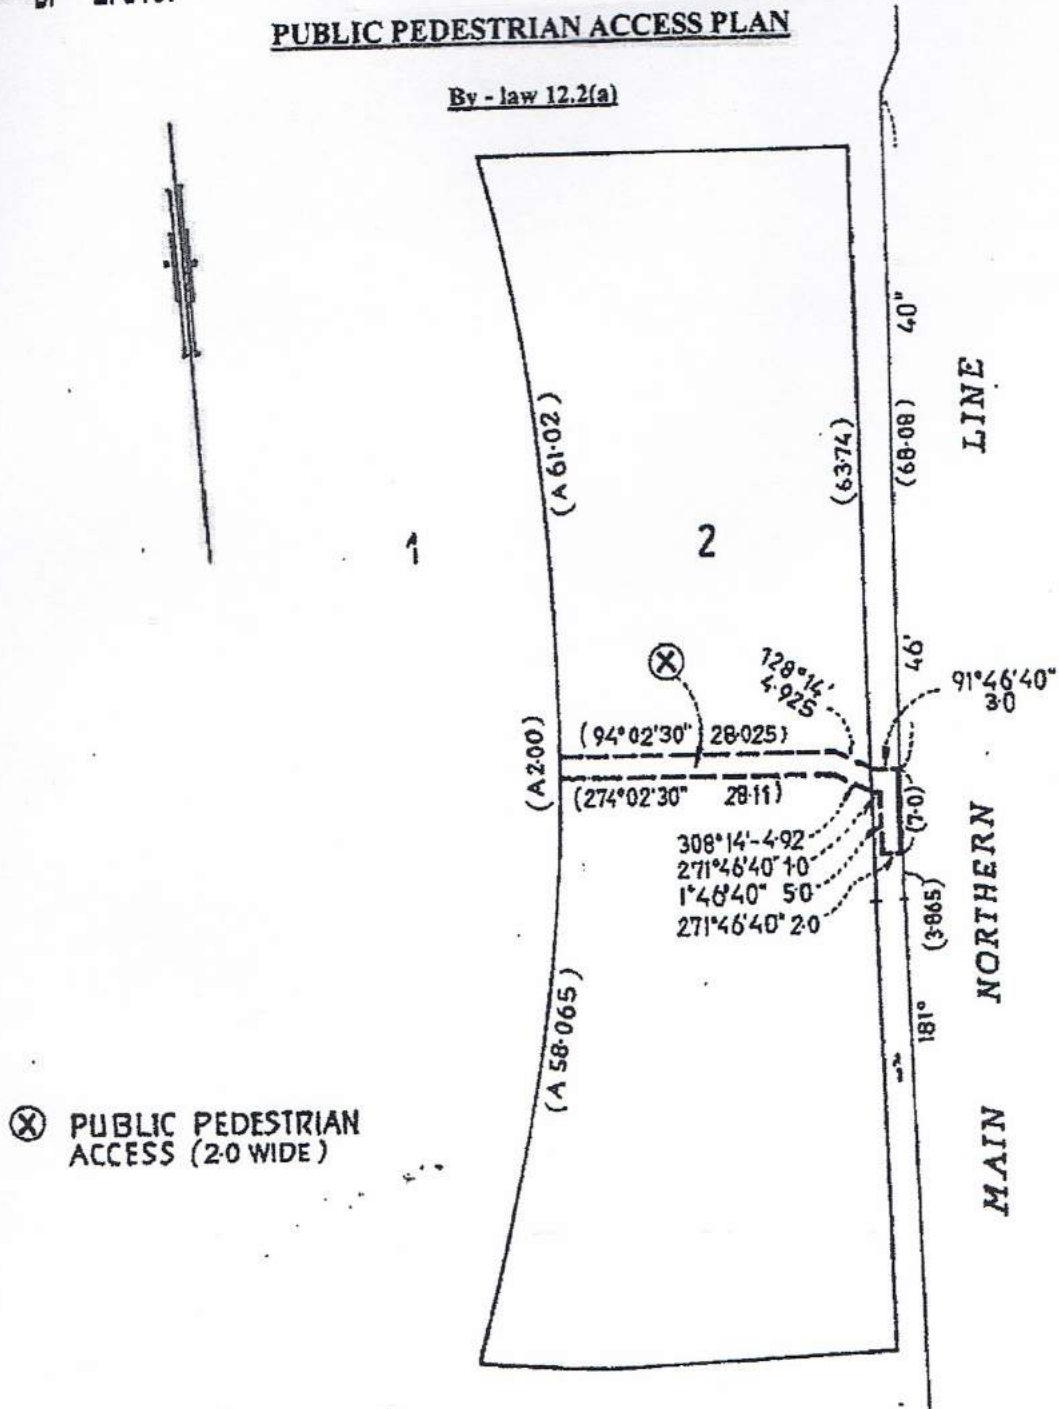 PUBLIC PEDESTRIAN ACCESS PLAN
By - law 12.2(a)
40"
LINE
(A 61.02)
(63.74)
(68.08)
1
2
46'
128°14'
4.925
91°46'40"
3.0
(94°02'30" 28.025)
(A2.00)
(274°02'30" 28.11)
(7.0)
308°14'-4.92
271°46'40" 1.0
1°46'40" 5.0
271°46'40" 2.0
(3.865)
NORTHERN
181°
(A 58.065)
MAIN
X PUBLIC PEDESTRIAN
ACCESS (2.0 WIDE)
X